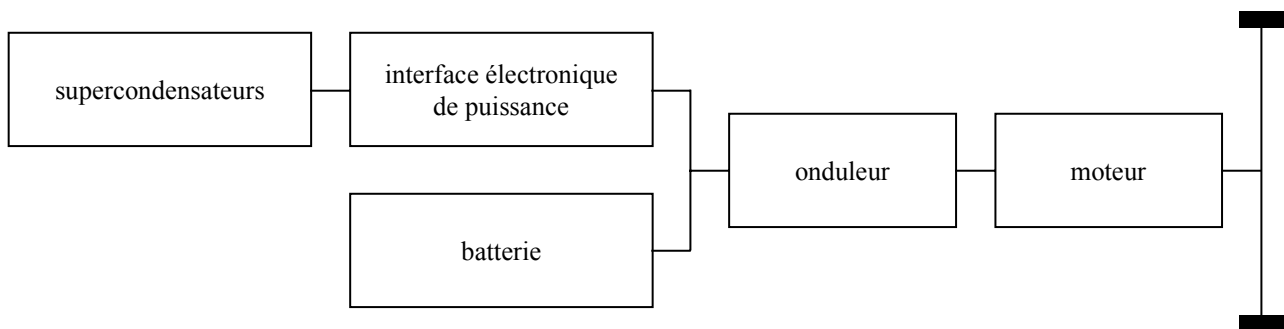 supercondensateurs
interface électronique
de puissance
batterie
onduleur
moteur